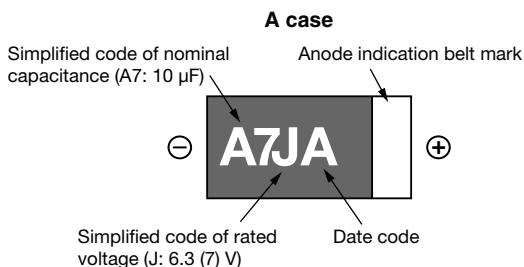 A case
Simplified code of nominal
capacitance (A7: 10 µF)
Anode indication belt mark
⊖
A7JA
⊕
Simplified code of rated
voltage (J: 6.3 (7) V)
Date code